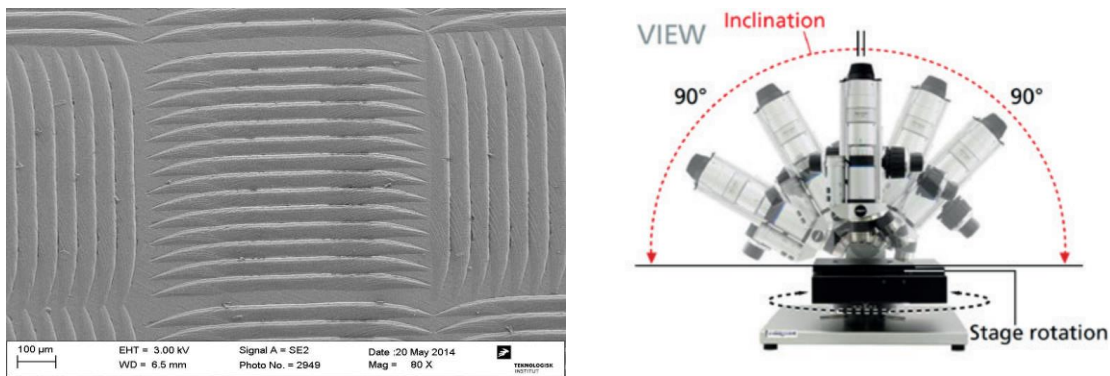 100 µm
EHT = 3.00 kV
WD = 6.5 mm
Signal A = SE2
Photo No. = 2949
Date :20 May 2014
Mag = 80 X
TEKNOLOGISK
INSTITUT
VIEW
Inclination
90°
90°
Stage rotation